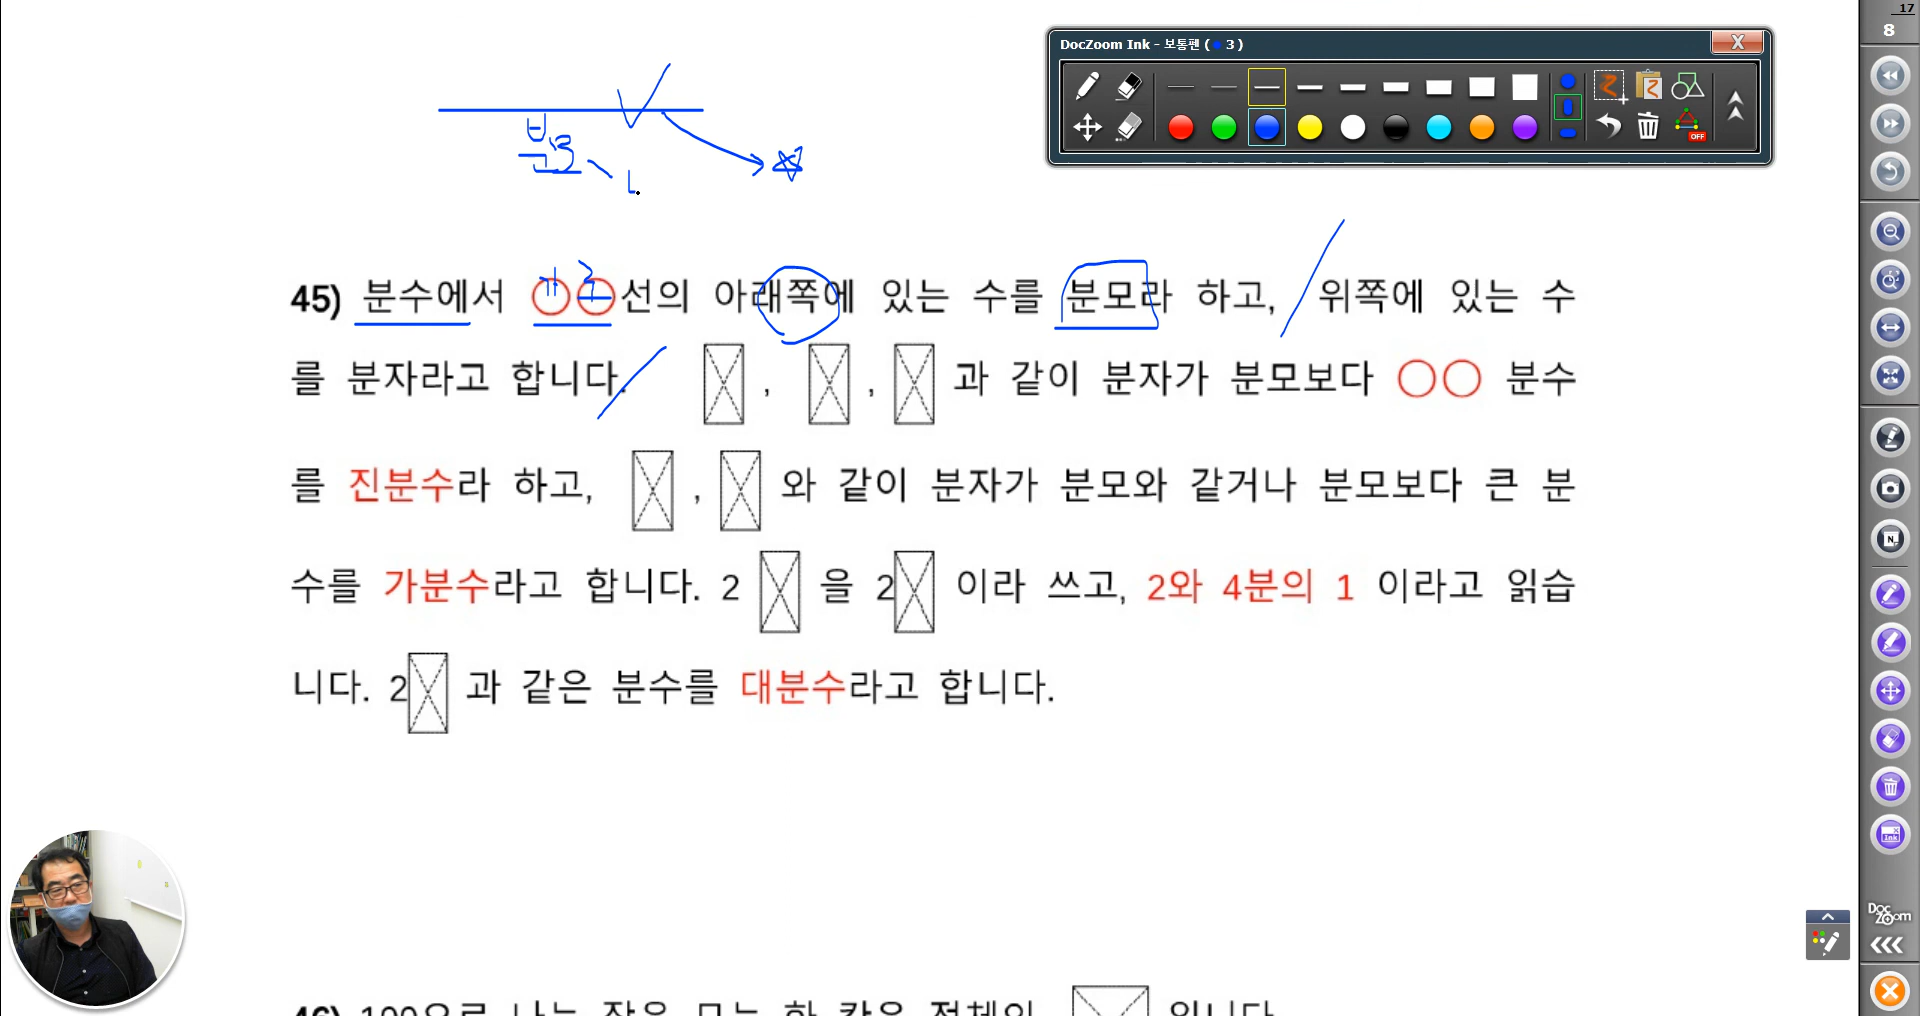 17
8
DocZoom Ink - 보통펜 ( 3 )
X
OFF
45) 분수에서 ○○선의 아래쪽에 있는 수를 분모라 하고, 위쪽에 있는 수
를 분자라고 합니다. , , 과 같이 분자가 분모보다 ○○ 분수
를 진분수라 하고, , 와 같이 분자가 분모와 같거나 분모보다 큰 분
수를 가분수라고 합니다. 2 을 2 이라 쓰고, 2와 4분의 1 이라고 읽습
니다. 2 과 같은 분수를 대분수라고 합니다.
N
Ink
DocZoom